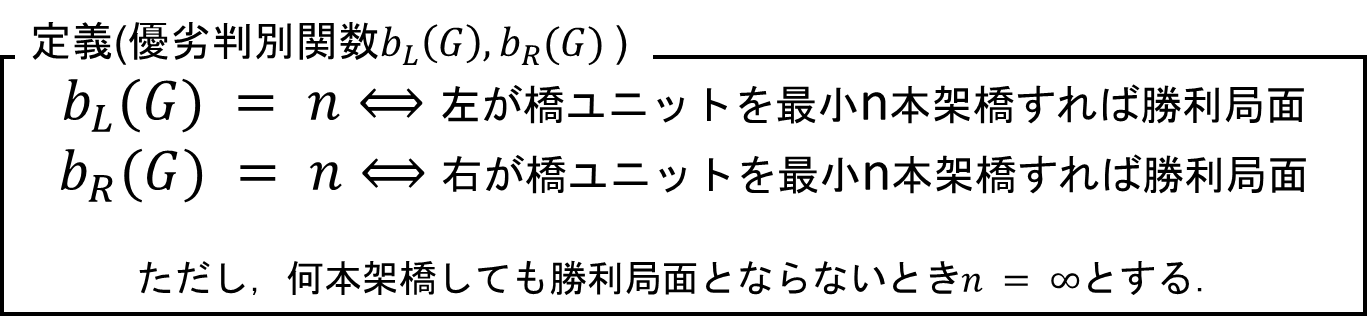 定義(優劣判別関数b_L(G), b_R(G) )
b_L(G) = n ⟺ 左が橋ユニットを最小n本架橋すれば勝利局面
b_R(G) = n ⟺ 右が橋ユニットを最小n本架橋すれば勝利局面
ただし, 何本架橋しても勝利局面とならないときn = ∞とする.